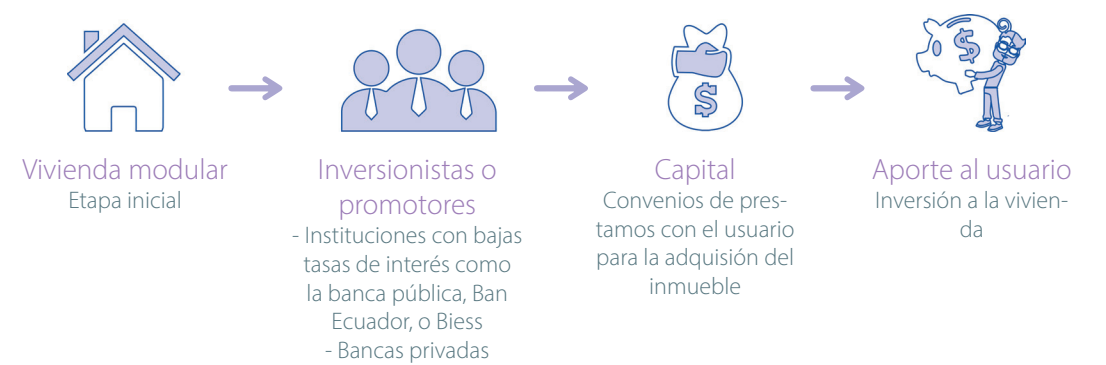 Vivienda modular
Etapa inicial
Inversionistas o
promotores
- Instituciones con bajas
tasas de interés como
la banca pública, Ban
Ecuador, o Biess
- Bancas privadas
Capital
Convenios de pres-
tamos con el usuario
para la adquisión del
inmueble
Aporte al usuario
Inversión a la vivien-
da